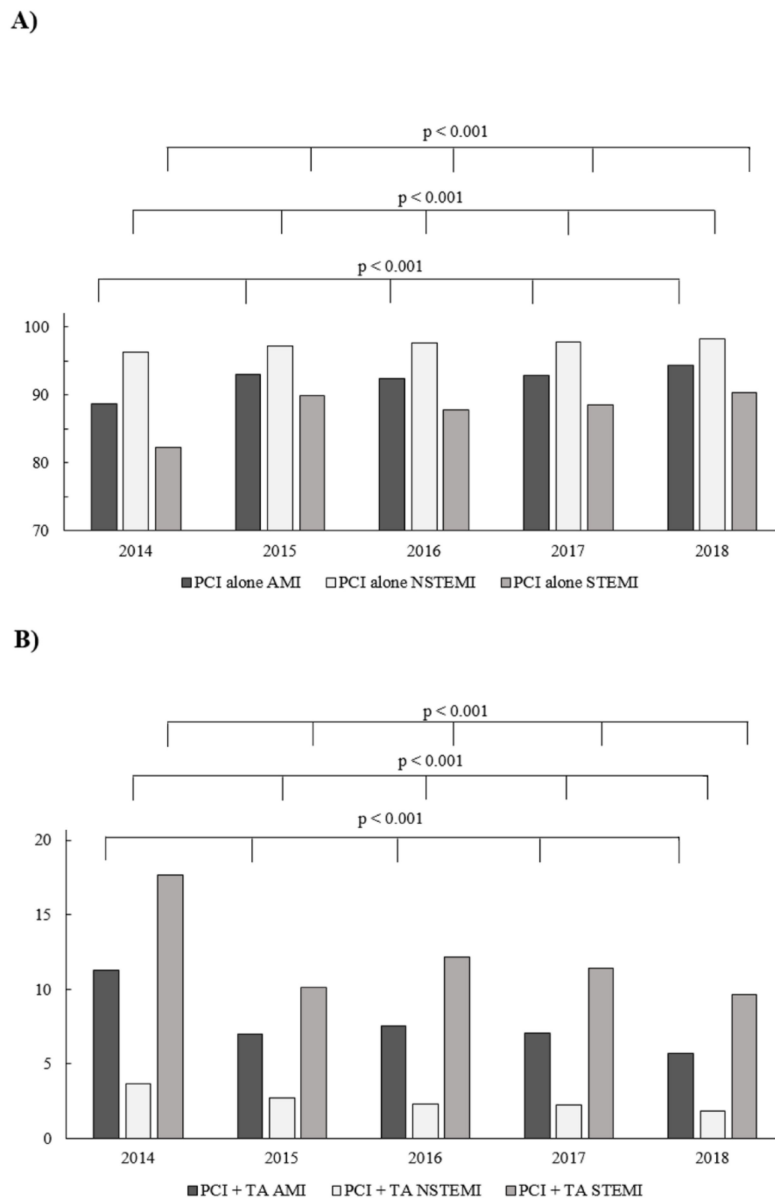 A)
p < 0.001
p < 0.001
p < 0.001
100
90
80
70
2014 2015 2016 2017 2018
PCI alone AMI PCI alone NSTEMI PCI alone STEMI
B)
p < 0.001
p < 0.001
p < 0.001
20
15
10
5
0
2014 2015 2016 2017 2018
PCI + TA AMI PCI + TA NSTEMI PCI + TA STEMI